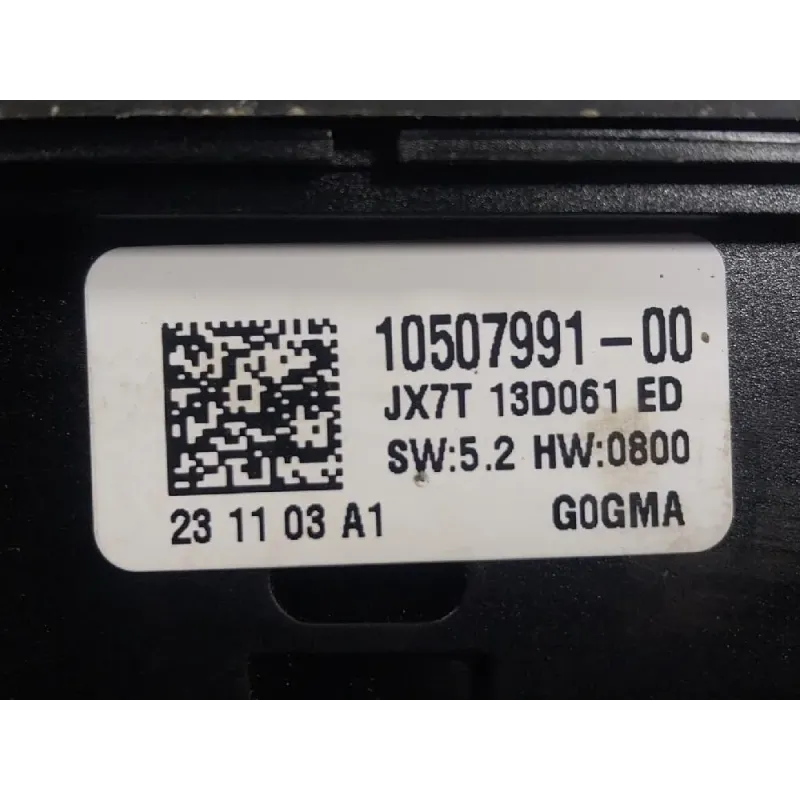 10507991-00
JX7T 13D061 ED
SW:5.2 HW:0800
23 11 03 A1 G0GMA